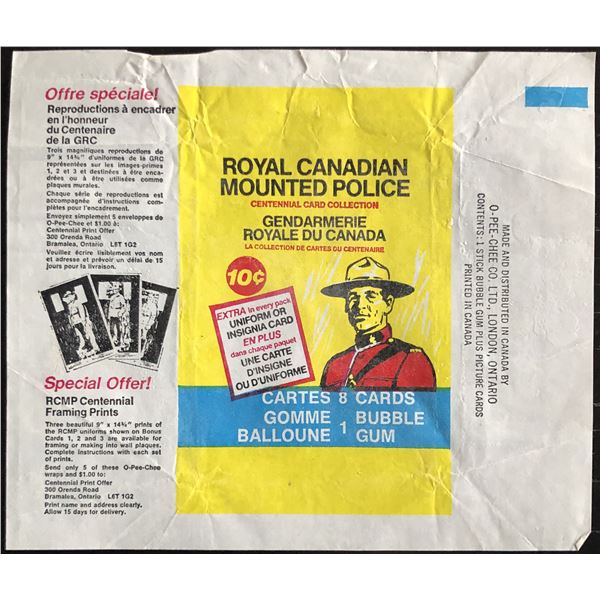 Offre spéciale!
Reproductions à encadrer
en l'honneur
du Centenaire
de la GRC
Trois magnifiques reproductions de
9" x 14¾" d'uniformes de la GRC
représentées sur les images-primes
1, 2 et 3 et destinées à être enca-
drées ou à être utilisées comme
plaques murales.
Chaque série de reproductions est
accompagnée d'instructions com-
plètes pour l'encadrement.
Envoyez simplement 5 enveloppes de
O-Pee-Chee et $1.00 à:
Centennial Print Offer
300 Orenda Road
Bramalea, Ontario L6T 1G2
Veuillez écrire lisiblement vos nom
et adresse et prévoir un délai de 15
jours pour la livraison.
Special Offer!
RCMP Centennial
Framing Prints
Three beautiful 9" x 14¾" prints of
the RCMP uniforms shown on Bonus
Cards 1, 2 and 3 are available for
framing or making into wall plaques.
Complete instructions with each set
of prints.
Send only 5 of these O-Pee-Chee
wraps and $1.00 to:
Centennial Print Offer
300 Orenda Road
Bramalea, Ontario L6T 1G2
Print name and address clearly.
Allow 15 days for delivery.
ROYAL CANADIAN
MOUNTED POLICE
CENTENNIAL CARD COLLECTION
GENDARMERIE
ROYALE DU CANADA
LA COLLECTION DE CARTES DU CENTENAIRE
10¢
EXTRA in every pack
UNIFORM OR
INSIGNIA CARD
EN PLUS
dans chaque paquet
UNE CARTE
D'INSIGNE
OU D'UNIFORME
CARTES 8 CARDS
GOMME 1 BUBBLE
BALLOUNE GUM
MADE AND DISTRIBUTED IN CANADA BY
O-PEE-CHEE CO. LTD., LONDON, ONTARIO
CONTENTS: 1 STICK BUBBLE GUM PLUS PICTURE CARDS
PRINTED IN CANADA